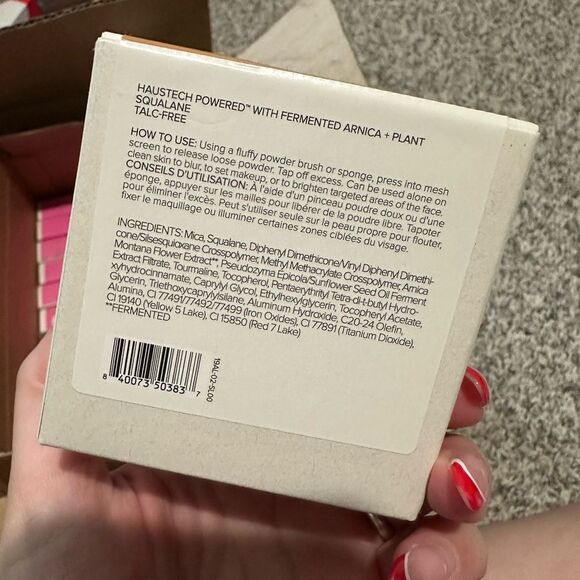 HAUSTECH POWERED™ WITH FERMENTED ARNICA + PLANT
SQUALANE
TALC-FREE
HOW TO USE: Using a fluffy powder brush or sponge, press into mesh
screen to release loose powder. Tap off excess. Can be used alone on
clean skin to blur, to set makeup, or to brighten targeted areas of the face.
CONSEILS D'UTILISATION: À l'aide d'un pinceau poudre doux ou d'une
éponge, appuyer sur les mailles pour libérer de la poudre libre. Tapoter
pour éliminer l'excès. Peut s'utiliser seule sur la peau propre pour flouter,
fixer le maquillage ou illuminer certaines zones ciblées du visage.
INGREDIENTS: Mica, Squalane, Diphenyl Dimethicone/Vinyl Diphenyl Dimethi-
cone/Silsesquioxane Crosspolymer, Methyl Methacrylate Crosspolymer, Arnica
Montana Flower Extract**, Pseudozyma Epicola/Sunflower Seed Oil Ferment
Extract Filtrate, Tourmaline, Tocopherol, Pentaerythrityl Tetra-di-t-butyl Hydro-
xyhydrocinnamate, Caprylyl Glycol, Ethylhexylglycerin, Tocopheryl Acetate,
Glycerin, Triethoxycaprylylsilane, Aluminum Hydroxide, C20-24 Olefin,
Alumina, CI 77491/77492/77499 (Iron Oxides), CI 77891 (Titanium Dioxide),
CI 19140 (Yellow 5 Lake), CI 15850 (Red 7 Lake)
**FERMENTED
8 40073 50383 7
19AL-02-SL00